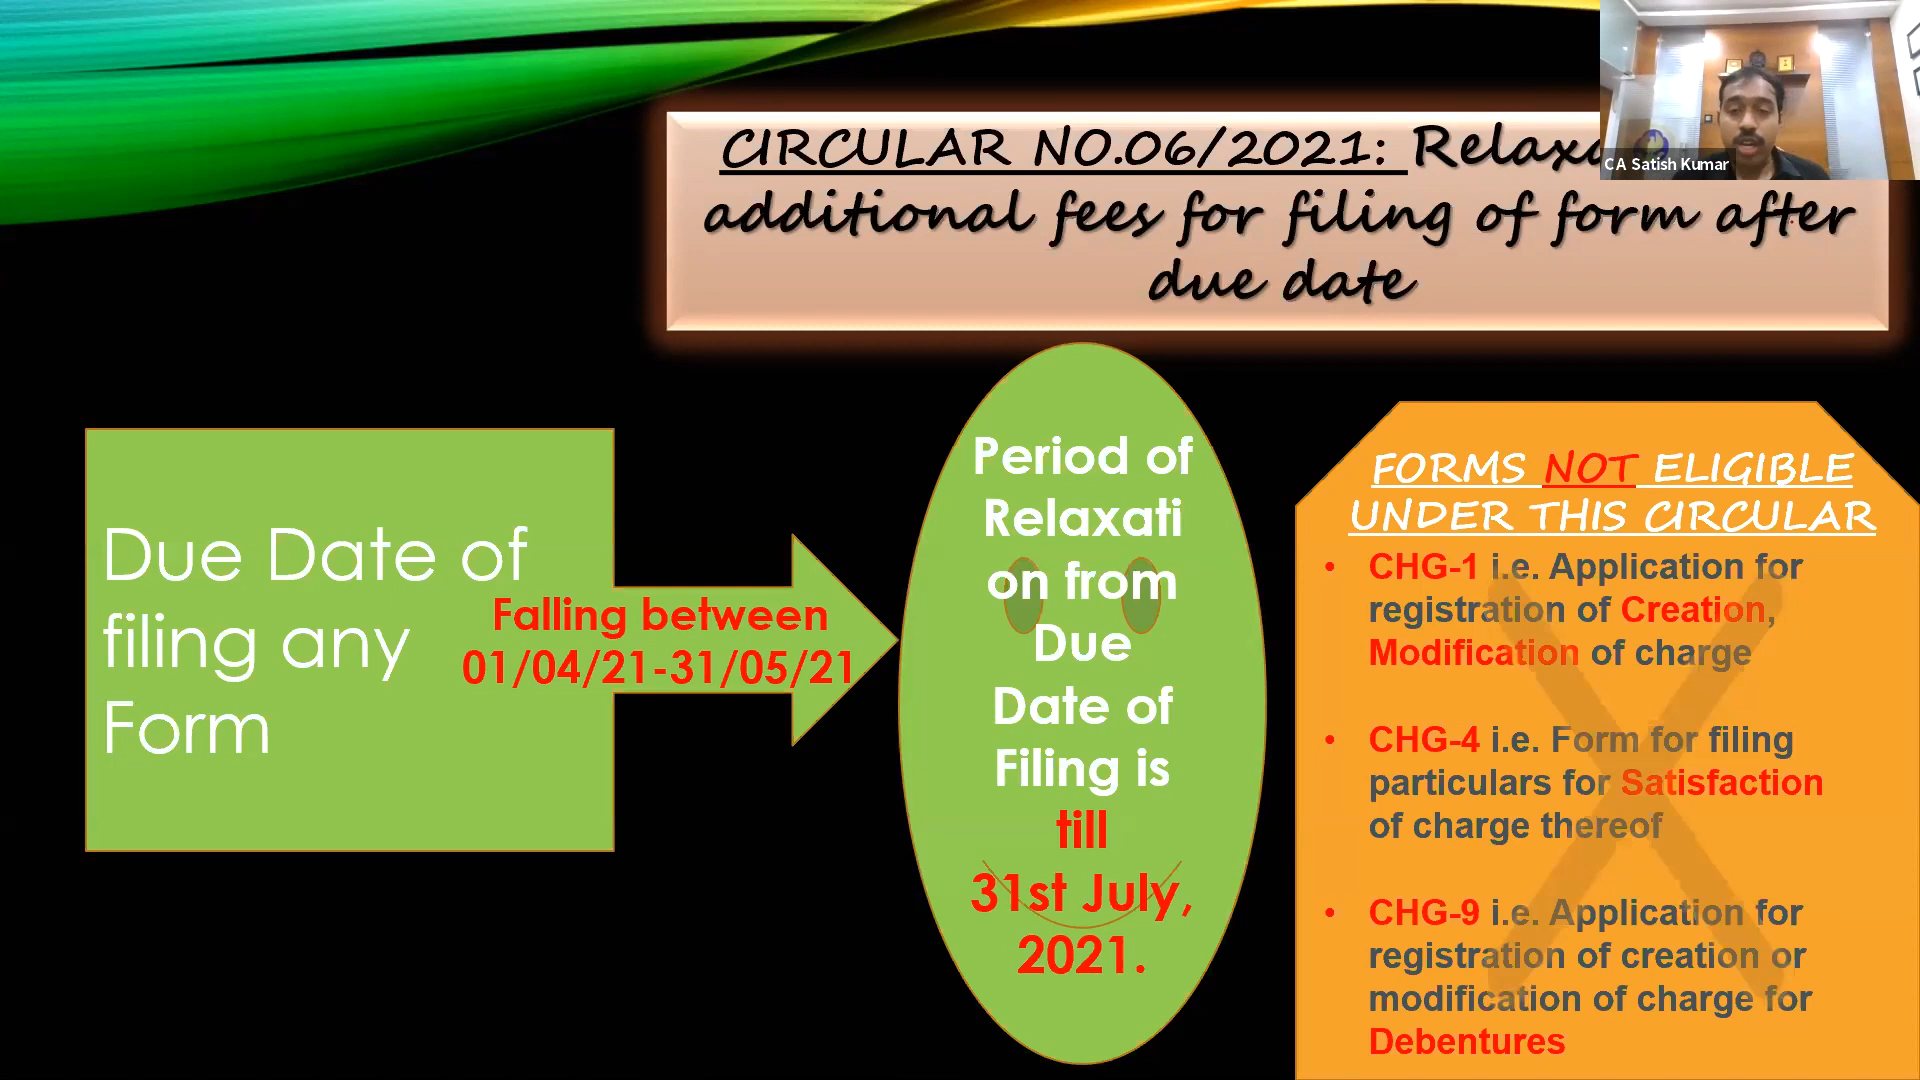 CIRCULAR NO.06/2021:
additional fees for filing of form after
due date
CA Satish Kumar
Due Date of
filing any
Form
Falling between
01/04/21-31/05/21
Period of
Relaxati
on from
Due
Date of
Filing is
till
31st July,
2021.
FORMS NOT ELIGIBLE
UNDER THIS CIRCULAR
• CHG-1 i.e. Application for
registration of Creation,
Modification of charge
• CHG-4 i.e. Form for filing
particulars for Satisfaction
of charge thereof
• CHG-9 i.e. Application for
registration of creation or
modification of charge for
Debentures